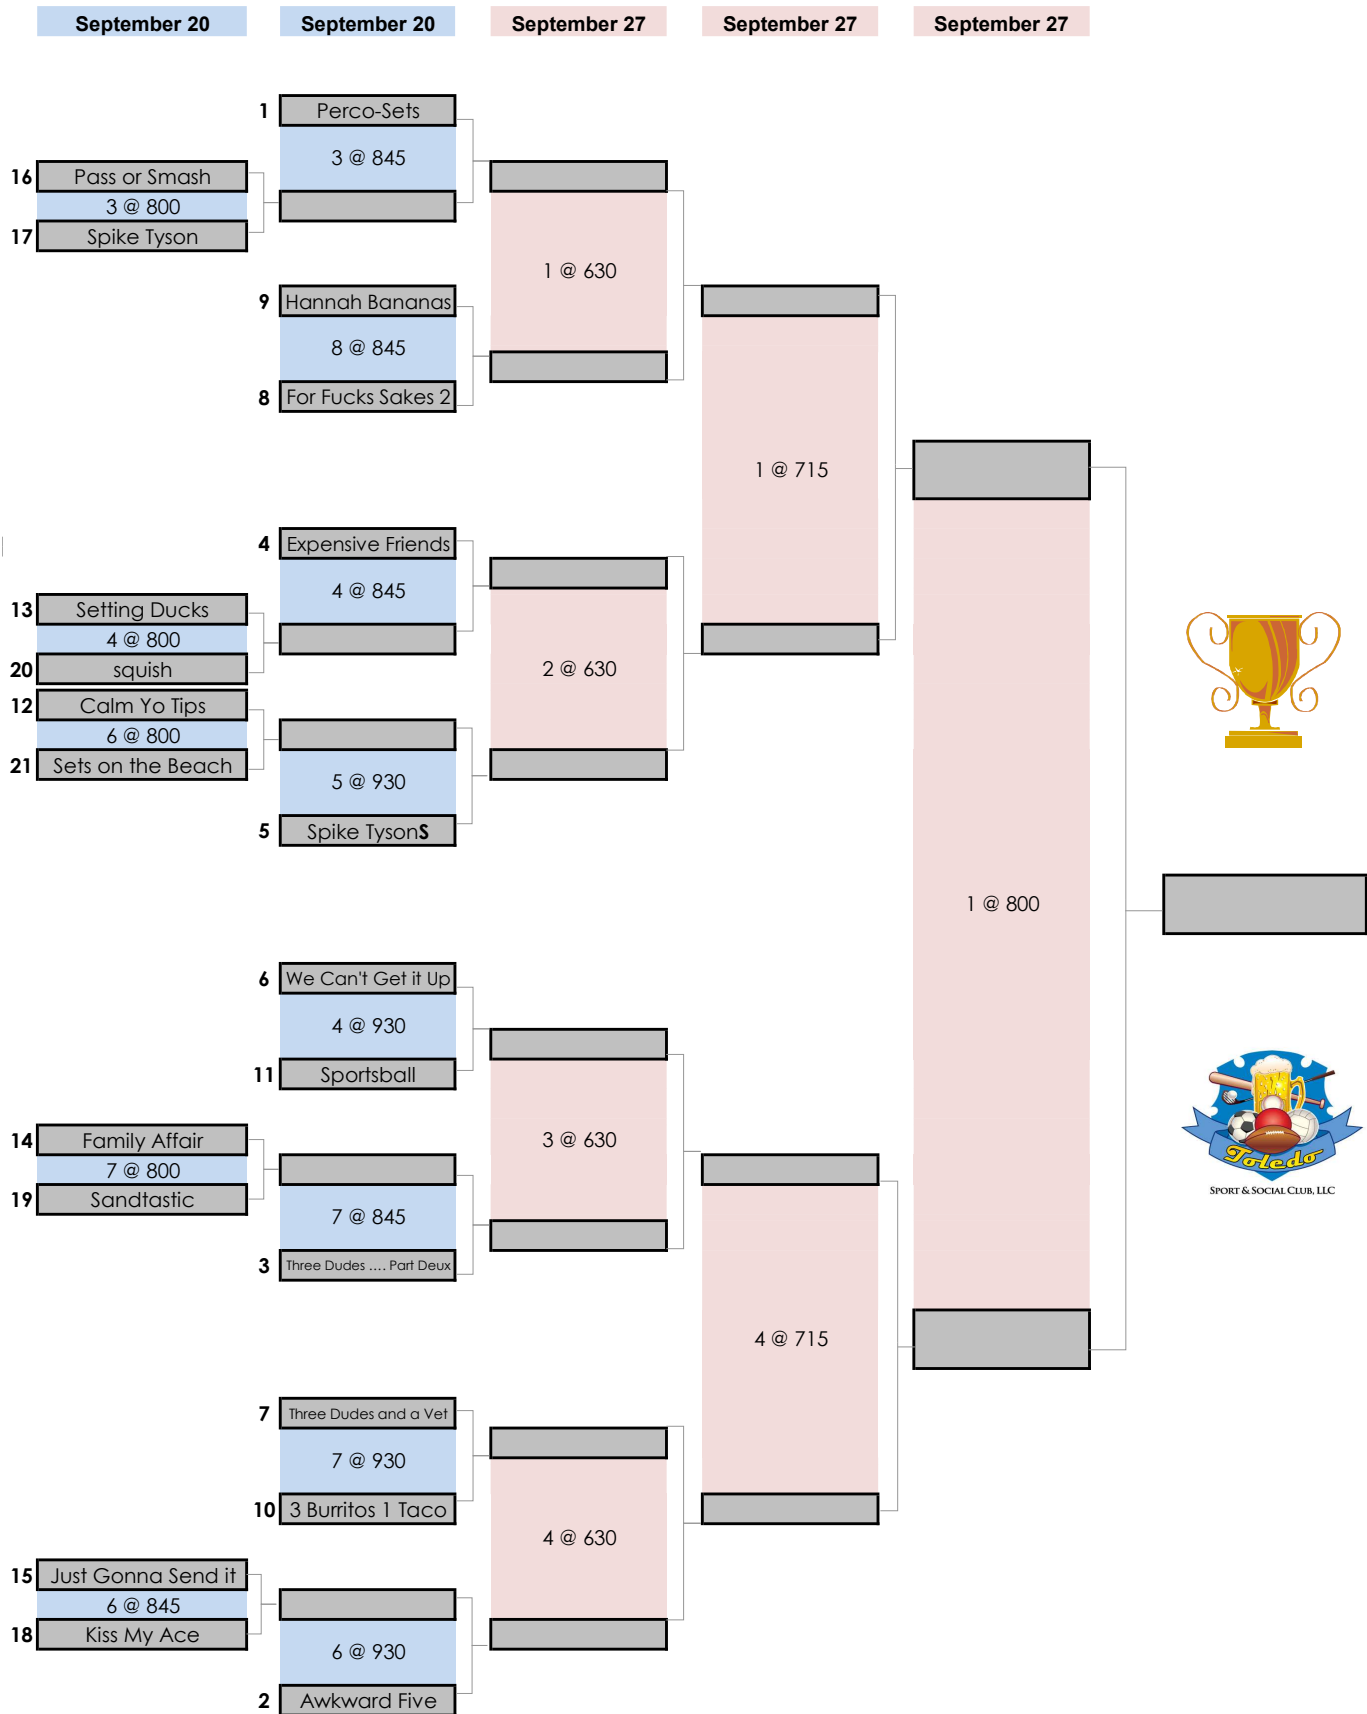 September 20
September 20
September 27
September 27
September 27
1 Perco-Sets
3 @ 845
16 Pass or Smash
3 @ 800
17 Spike Tyson
1 @ 630
9 Hannah Bananas
8 @ 845
8 For Fucks Sakes 2
1 @ 715
4 Expensive Friends
4 @ 845
13 Setting Ducks
4 @ 800
20 squish
2 @ 630
12 Calm Yo Tips
6 @ 800
21 Sets on the Beach
5 @ 930
5 Spike TysonS
1 @ 800
6 We Can't Get it Up
4 @ 930
11 Sportsball
14 Family Affair
7 @ 800
19 Sandtastic
3 @ 630
7 @ 845
3 Three Dudes .... Part Deux
Toledo
SPORT & SOCIAL CLUB, LLC
4 @ 715
7 Three Dudes and a Vet
7 @ 930
10 3 Burritos 1 Taco
4 @ 630
15 Just Gonna Send it
6 @ 845
18 Kiss My Ace
6 @ 930
2 Awkward Five